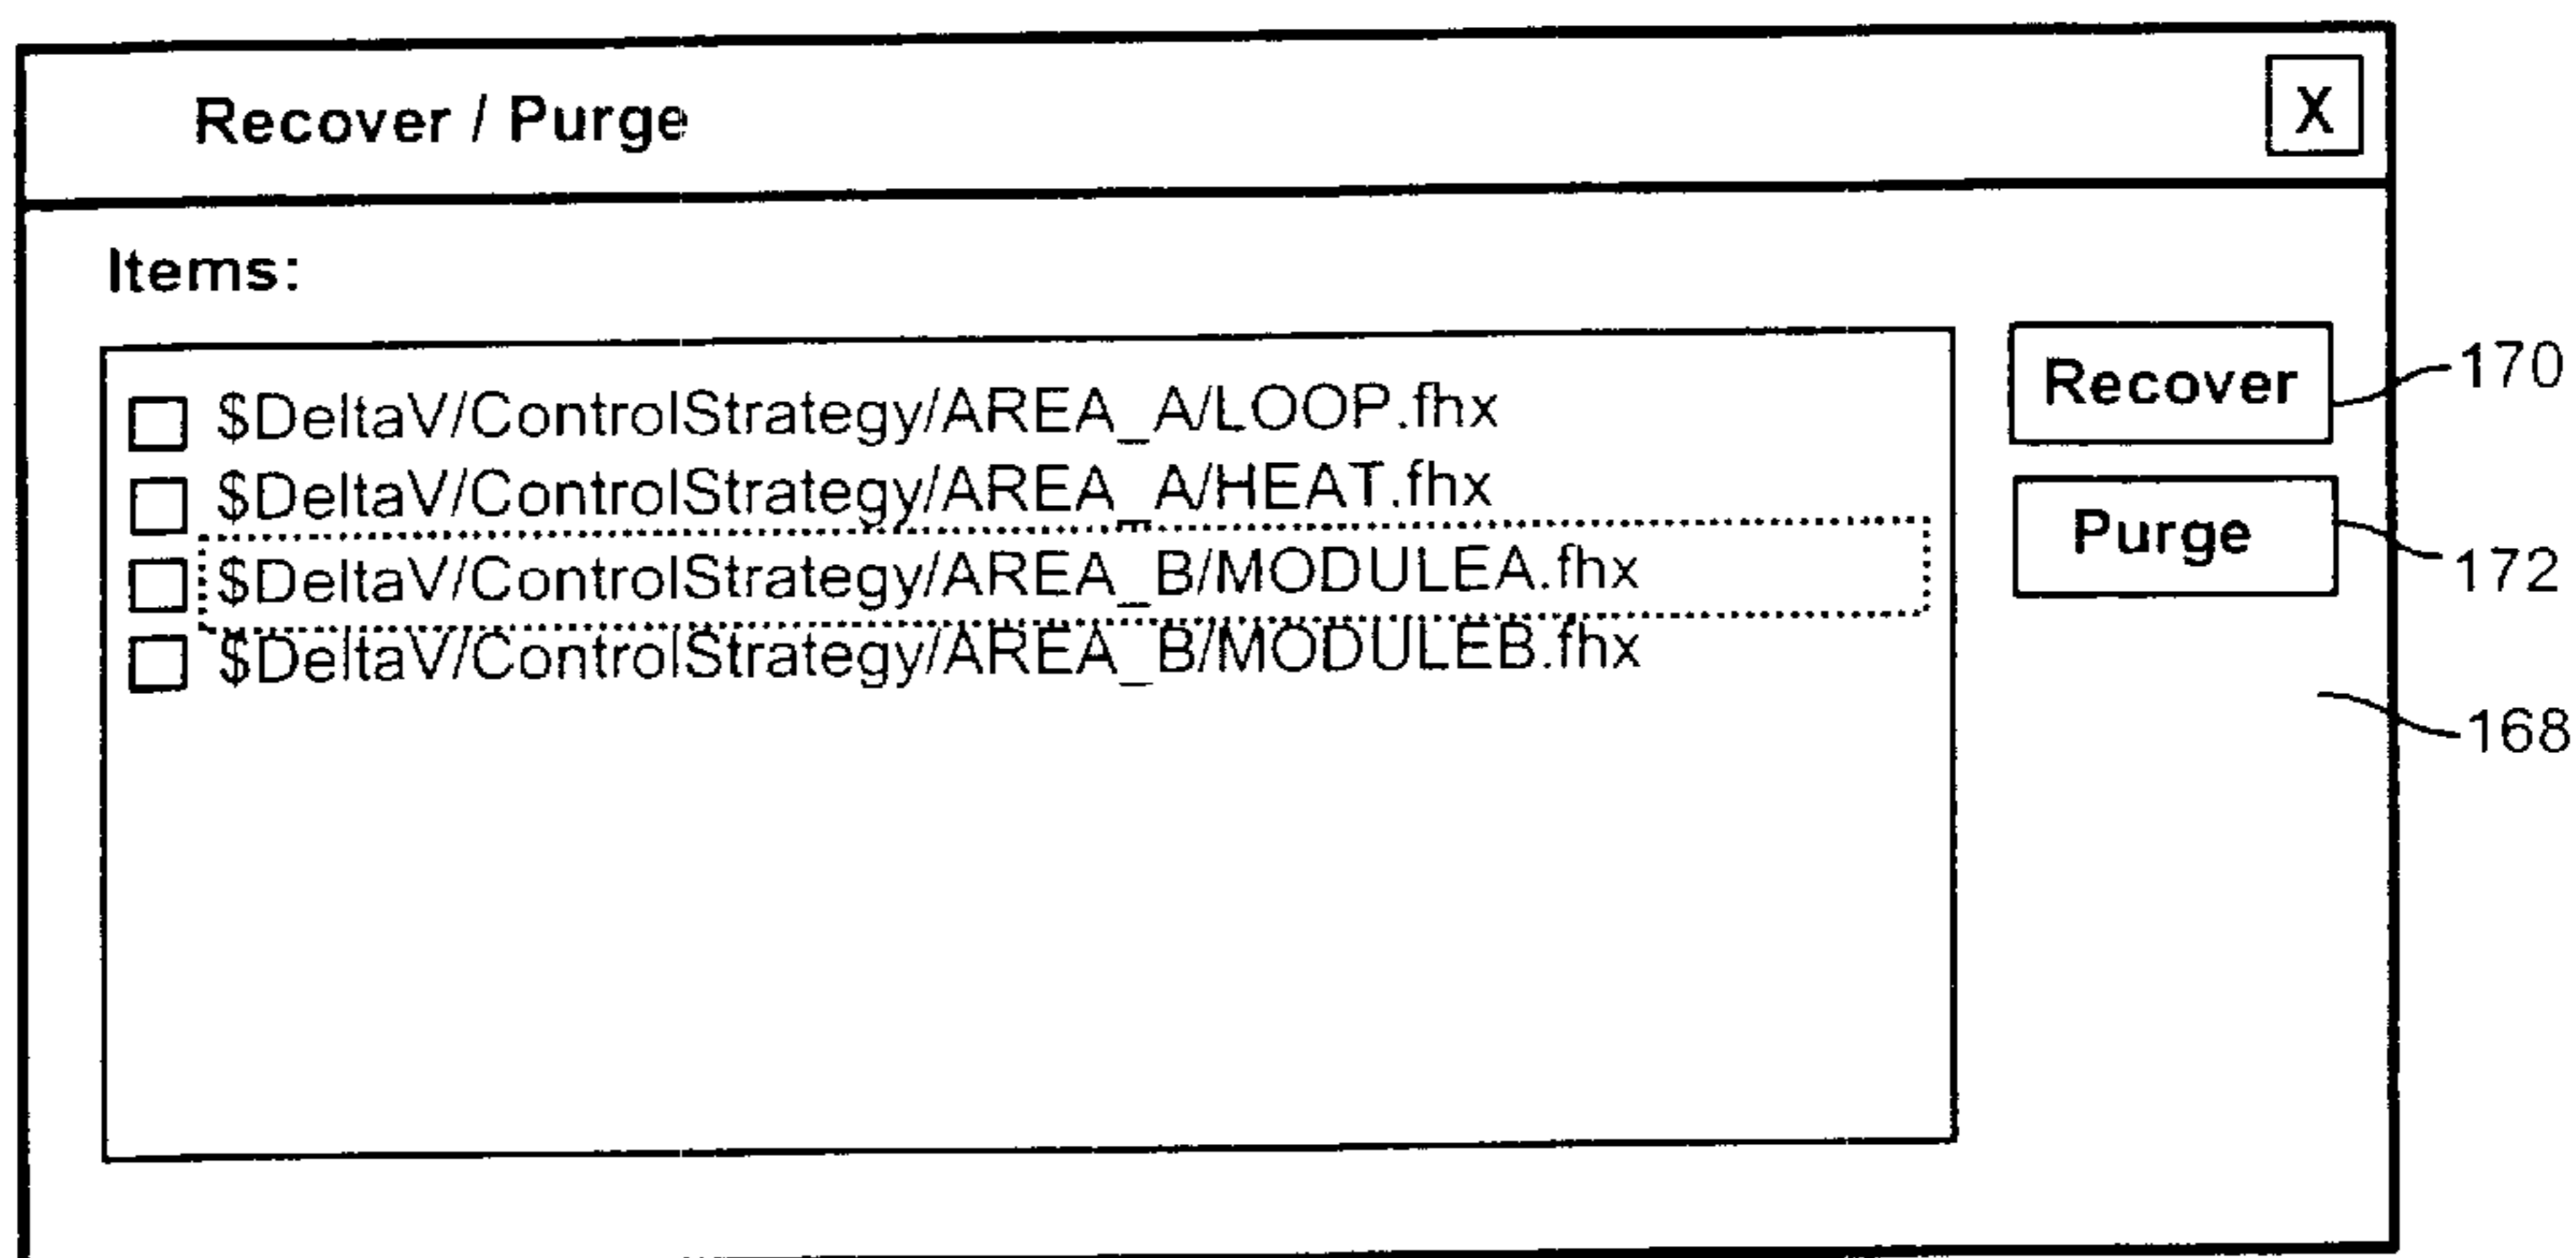 Recover / Purge
X
Items:
$DeltaV/ControlStrategy/AREA_A/LOOP.fhx
$DeltaV/ControlStrategy/AREA_A/HEAT.fhx
$DeltaV/ControlStrategy/AREA_B/MODULEA.fhx
$DeltaV/ControlStrategy/AREA_B/MODULEB.fhx
Recover
170
Purge
172
168